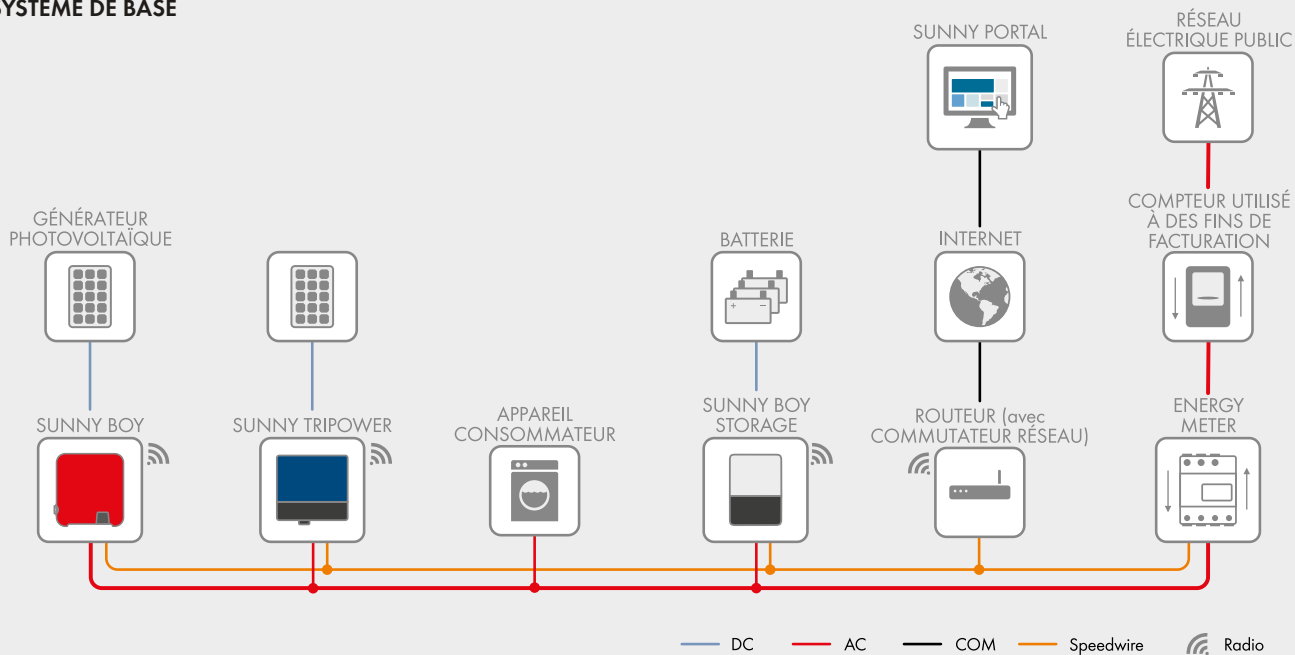 SYSTÈME DE BASE
SUNNY PORTAL
RÉSEAU
ÉLECTRIQUE PUBLIC
GÉNÉRATEUR
PHOTOVOLTAÏQUE
BATTERIE
INTERNET
COMPTEUR UTILISÉ
À DES FINS DE
FACTURATION
SUNNY BOY
SUNNY TRIPOWER
APPAREIL
CONSOMMATEUR
SUNNY BOY
STORAGE
ROUTEUR (avec
COMMUTATEUR RÉSEAU)
ENERGY
METER
DC
AC
COM
Speedwire
Radio